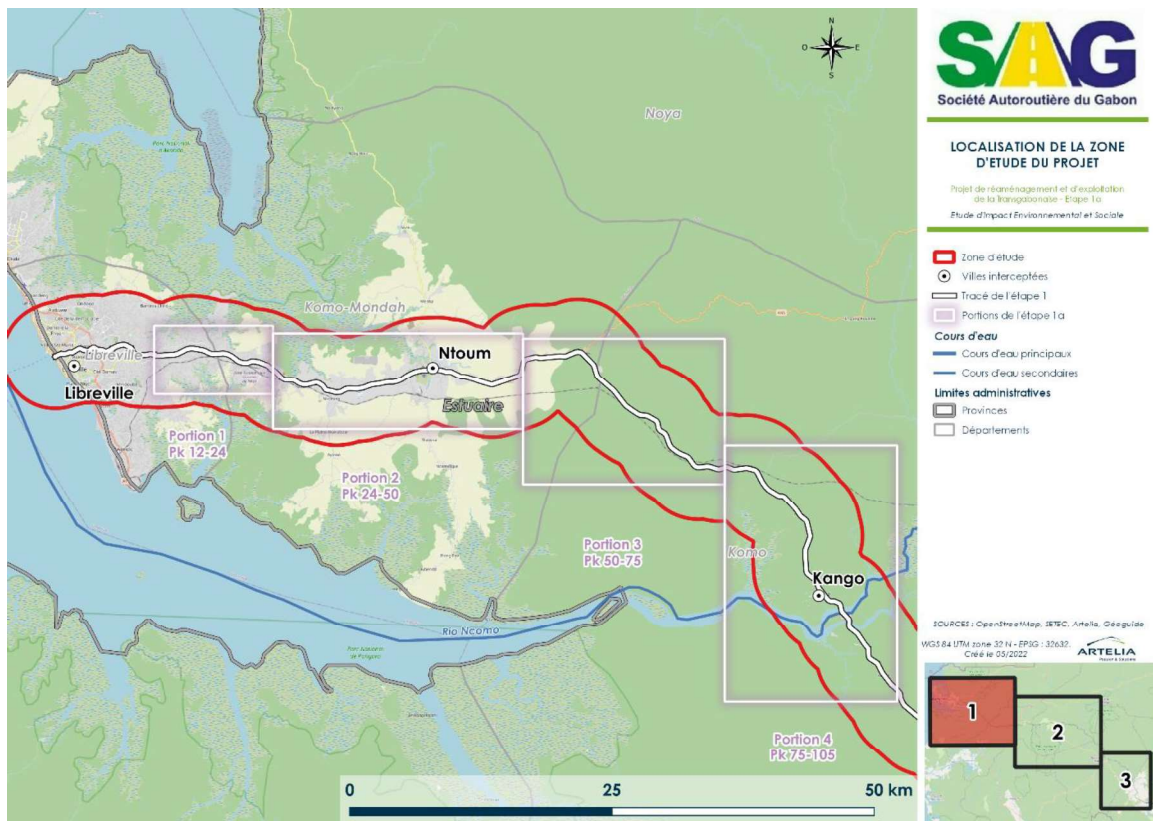 N
O
E
S
Noya
Komo-Mondah
Libreville
Libreville
Ntoum
Estuaire
Portion 1
Pk 12-24
Portion 2
Pk 24-50
Portion 3
Pk 50-75
Komo
Kango
Rio Ncomo
Portion 4
Pk 75-105
0
25
50 km
SAG
Société Autoroutière du Gabon
LOCALISATION DE LA ZONE
D'ETUDE DU PROJET
Projet de réaménagement et d'exploitation
de la Transgabonaise - Etape 1a
Etude d'Impact Environnemental et Sociale
Zone d'étude
Villes interceptées
Tracé de l'étape 1
Portions de l'étape 1a
Cours d'eau
Cours d'eau principaux
Cours d'eau secondaires
Limites administratives
Provinces
Départements
SOURCES : OpenStreetMap, SETEC, Artelia, Géoguide
WGS 84 UTM zone 32 N - EPSG : 32632.
Créé le 05/2022
ARTELIA
1
2
3